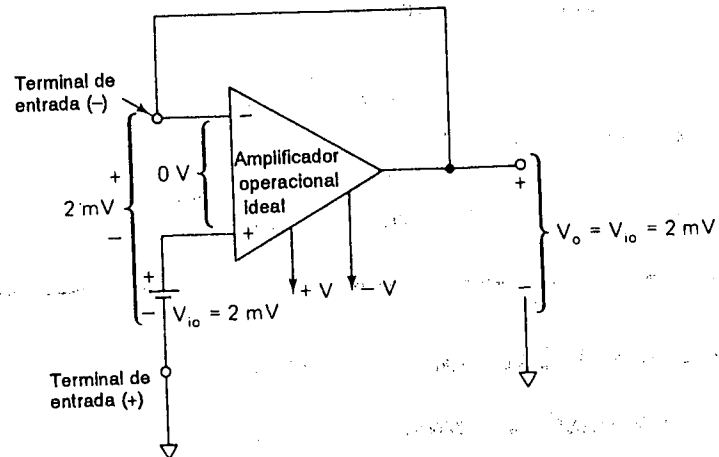 Terminal de
entrada (–)
–
Amplificador
operacional
ideal
0 V
+
2 mV
–
+
+
–
V_io = 2 mV
+ V
– V
+
V_o = V_io = 2 mV
–
Terminal de
entrada (+)